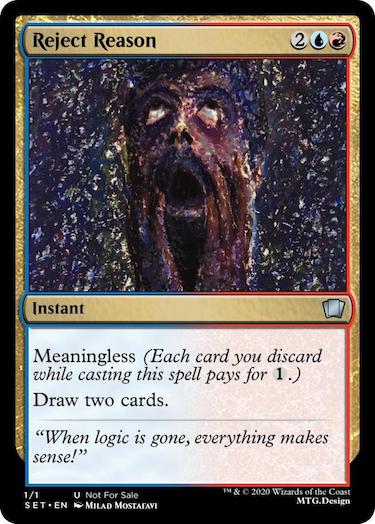 Reject Reason 2
Instant
Meaningless (Each card you discard
while casting this spell pays for 1.)
Draw two cards.
“When logic is gone, everything makes
sense!”
1/1 U Not For Sale
SET • EN Milad Mostafavi
™ & © 2020 Wizards of the Coast
MTG.Design